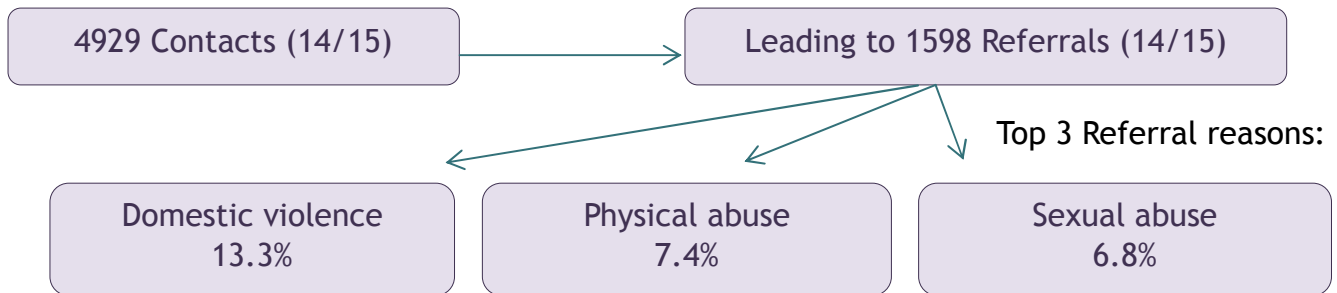 4929 Contacts (14/15)
Leading to 1598 Referrals (14/15)
Top 3 Referral reasons:
Domestic violence
13.3%
Physical abuse
7.4%
Sexual abuse
6.8%